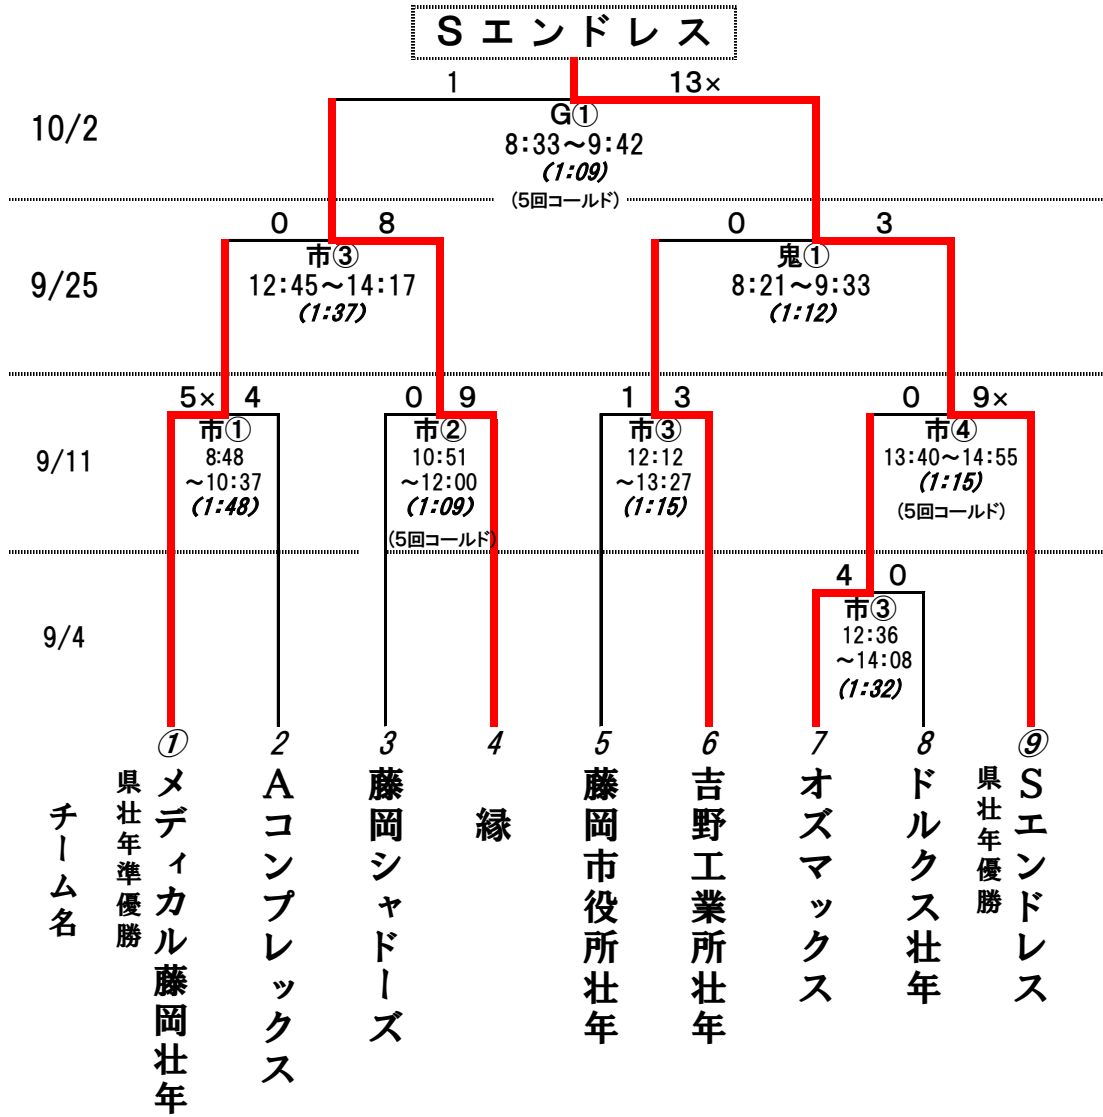 Sエンドレス
1 13×
10/2
G①
8:33～9:42
(1:09)
(5回コールド)
0 8 0 3
9/25
市③ 鬼①
12:45～14:17 8:21～9:33
(1:37) (1:12)
5× 4 0 9 1 3 0 9×
9/11
市① 市② 市③ 市④
8:48 10:51 12:12 13:40～14:55
～10:37 ～12:00 ～13:27 (1:15)
(1:48) (1:09) (1:15) (5回コールド)
(5回コールド)
4 0
9/4
市③
12:36
～14:08
(1:32)
① 2 3 4 5 6 7 8 ⑨
チーム名
県壮年準優勝
メディカル藤岡壮年
Aコンプレックス
藤岡シャドーズ
縁
藤岡市役所壮年
吉野工業所壮年
オズマックス
ドルクス壮年
県壮年優勝
Sエンドレス